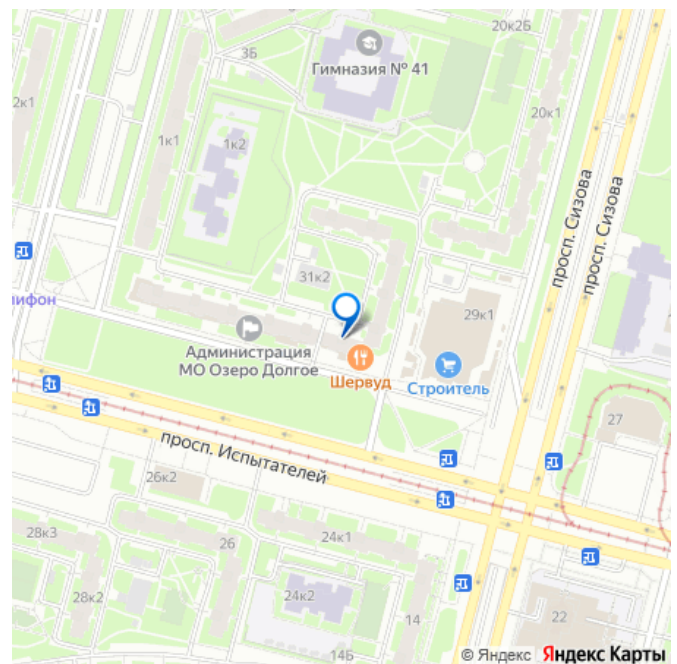 20к2Б
3Б
Гимназия № 41
2к1
20к1
1к1
1к2
просп. Сизова
просп. Сизова
31к2
лифон
29к1
Администрация
МО Озеро Долгое
Шервуд
Строитель
27
просп. Испытателей
26к2
28к3
26
24к1
28к2
24к2
14
22
14Б
© Яндекс Яндекс Карты